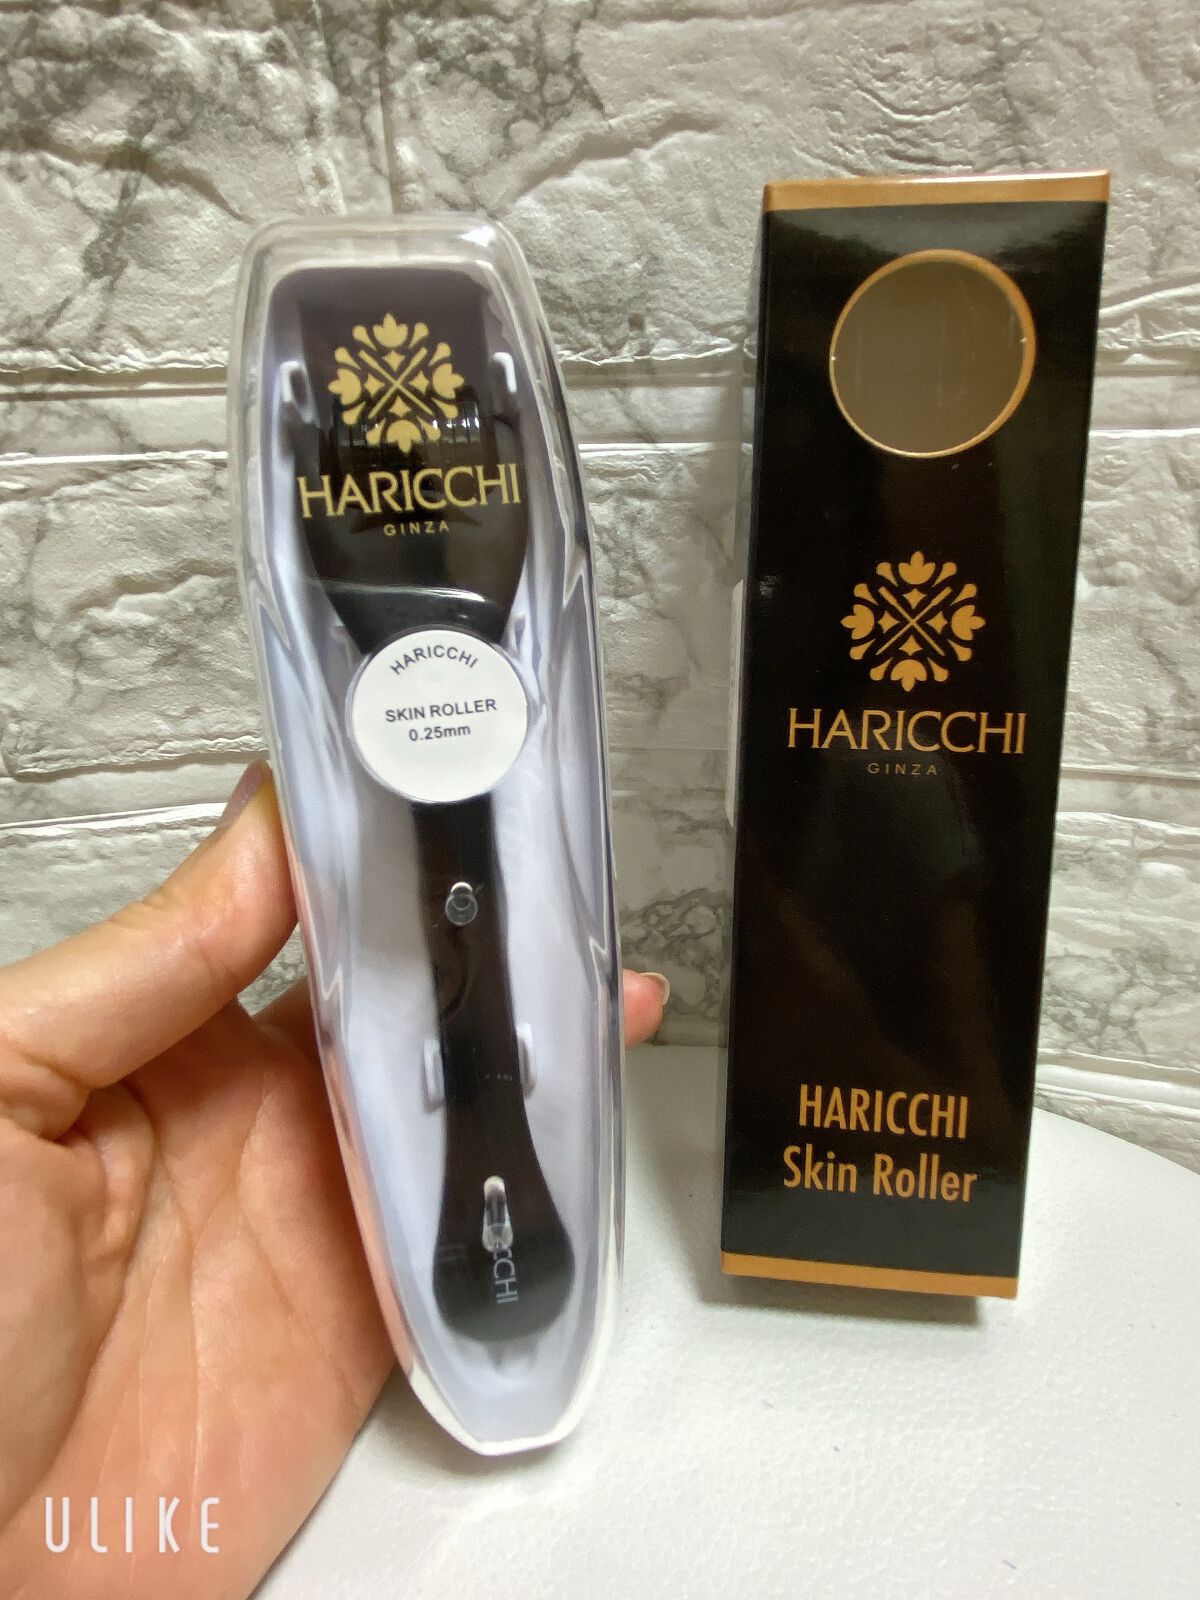 HARICCHI
GINZA
HARICCHI
SKIN ROLLER
0.25mm
HARICCHI
GINZA
HARICCHI
Skin Roller
ULIKE